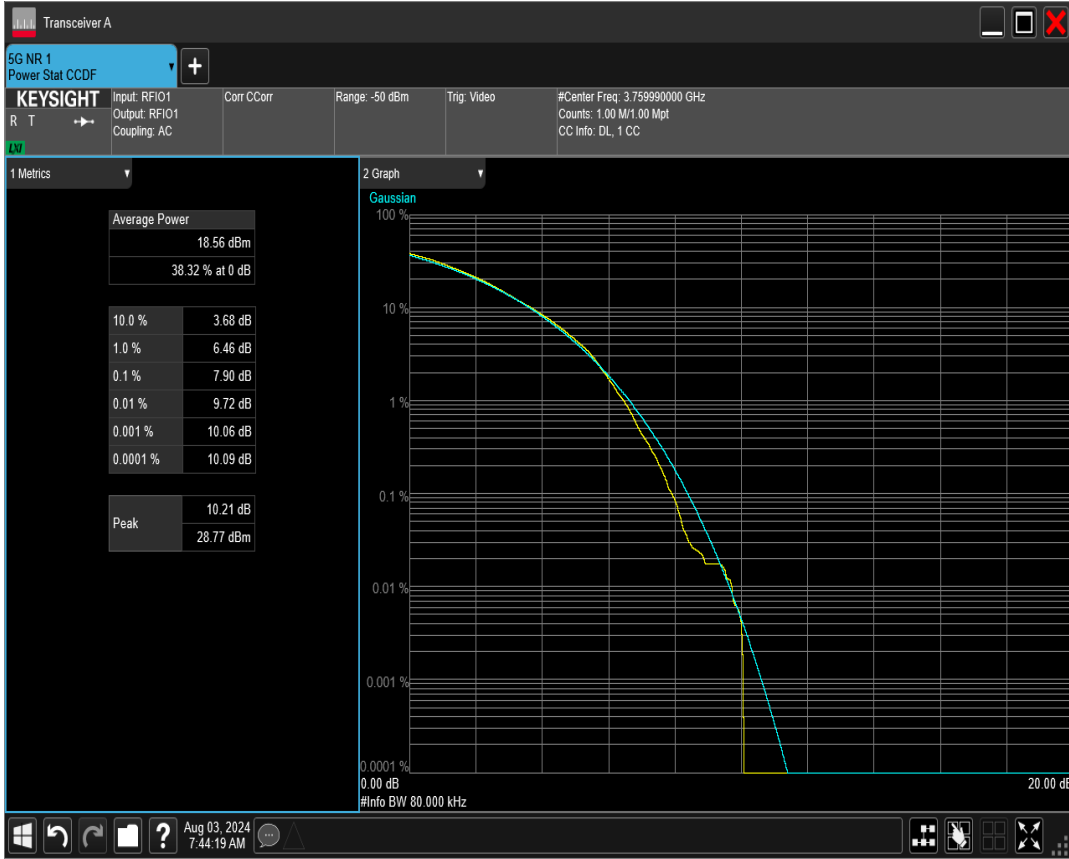 Transceiver A
5G NR 1
Power Stat CCDF
+
KEYSIGHT
R T
LXI
Input: RFIO1
Output: RFIO1
Coupling: AC
Corr CCorr
Range: -50 dBm
Trig: Video
#Center Freq: 3.759990000 GHz
Counts: 1.00 M/1.00 Mpt
CC Info: DL, 1 CC
1 Metrics
Average Power
18.56 dBm
38.32 % at 0 dB
10.0 % 3.68 dB
1.0 % 6.46 dB
0.1 % 7.90 dB
0.01 % 9.72 dB
0.001 % 10.06 dB
0.0001 % 10.09 dB
Peak
10.21 dB
28.77 dBm
2 Graph
Gaussian
100 %
10 %
1 %
0.1 %
0.01 %
0.001 %
0.0001 %
0.00 dB
20.00 dB
#Info BW 80.000 kHz
?
Aug 03, 2024
7:44:19 AM